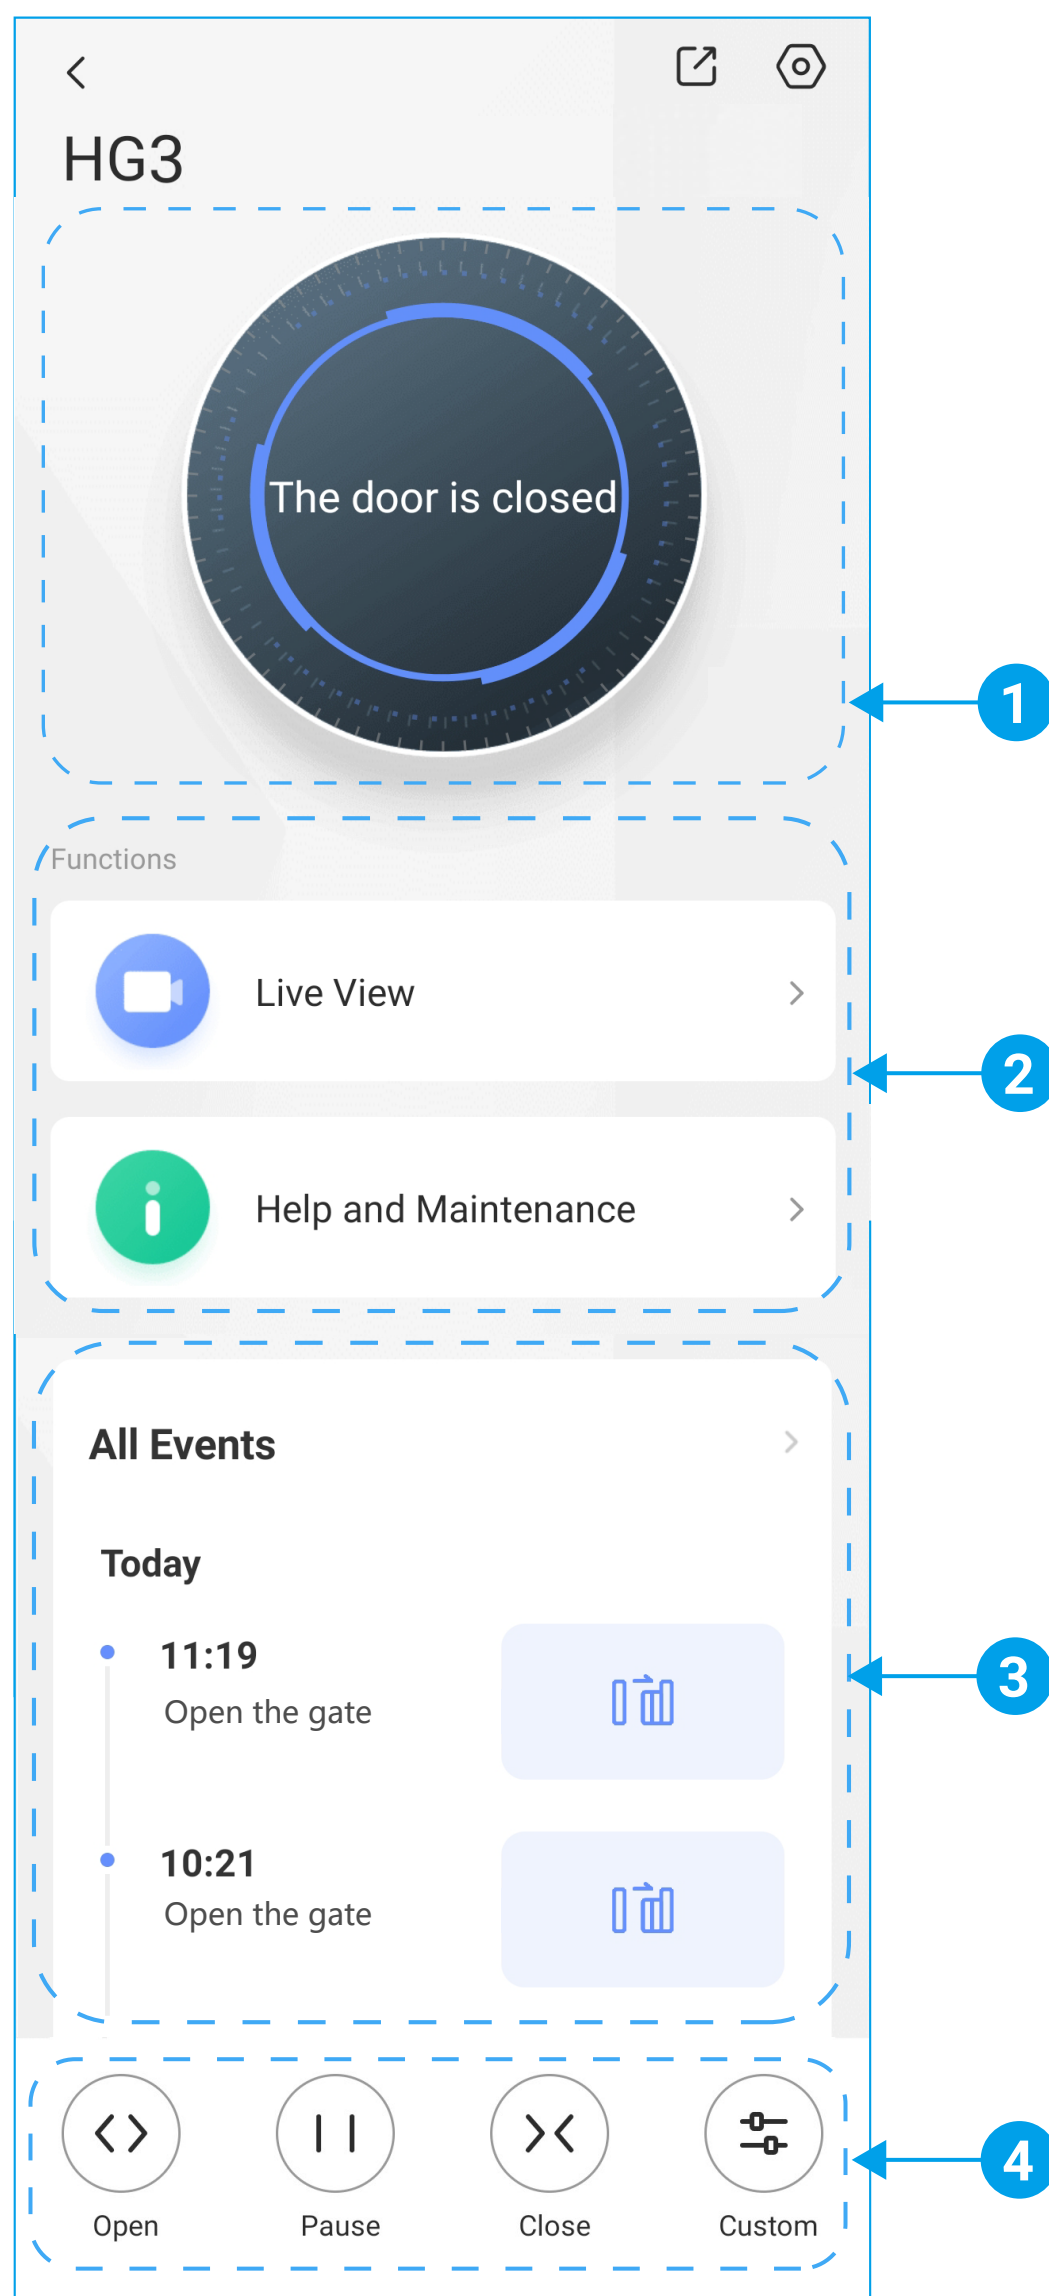 HG3
The door is closed
1
Functions
Live View
2
Help and Maintenance
All Events
Today
11:19
Open the gate
3
10:21
Open the gate
4
Open
Pause
Close
Custom